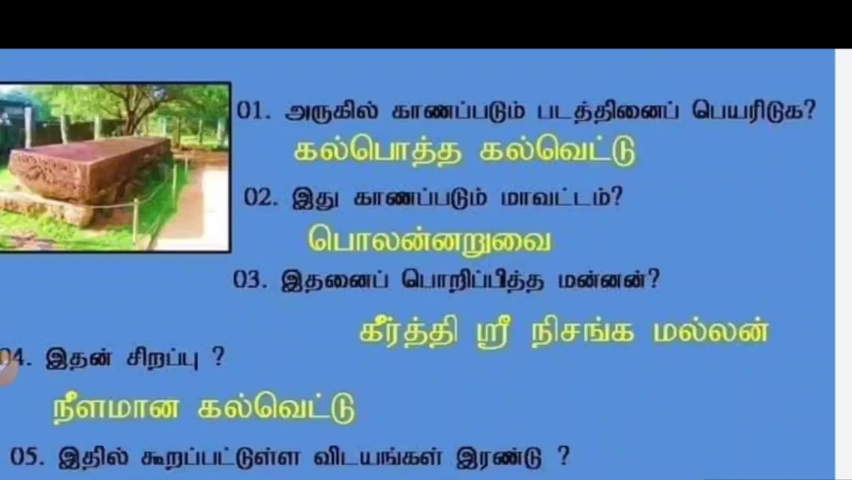 01. அருகில் காணப்படும் படத்தினைப் பெயரிடுக?
கல்பொத்த கல்வெட்டு
02. இது காணப்படும் மாவட்டம்?
பொலன்னறுவை
03. இதனைப் பொறிப்பித்த மன்னன்?
கீர்த்தி ஸ்ரீ நிசங்க மல்லன்
04. இதன் சிறப்பு ?
நீளமான கல்வெட்டு
05. இதில் கூறப்பட்டுள்ள விடயங்கள் இரண்டு ?